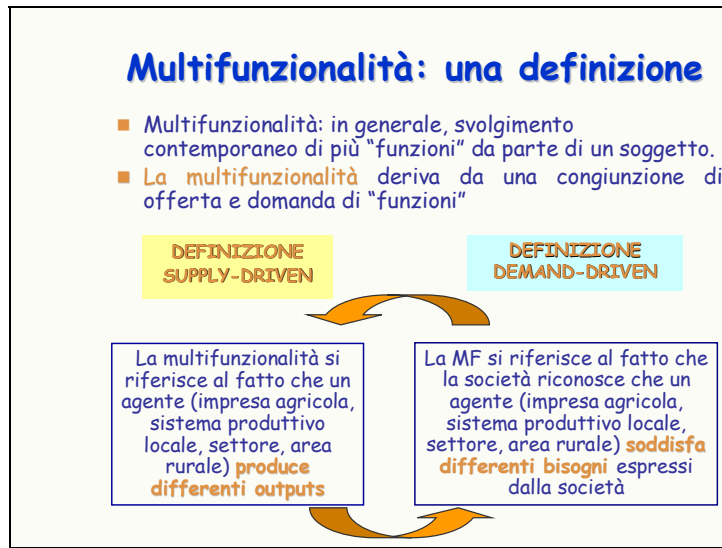 Multifunzionalità: una definizione
Multifunzionalità: in generale, svolgimento
contemporaneo di più “funzioni” da parte di un soggetto.
La multifunzionalità deriva da una congiunzione di
offerta e domanda di “funzioni”
DEFINIZIONE
SUPPLY-DRIVEN
DEFINIZIONE
DEMAND-DRIVEN
La multifunzionalità si
riferisce al fatto che un
agente (impresa agricola,
sistema produttivo
locale, settore, area
rurale) produce
differenti outputs
La MF si riferisce al fatto che
la società riconosce che un
agente (impresa agricola,
sistema produttivo locale,
settore, area rurale) soddisfa
differenti bisogni espressi
dalla società